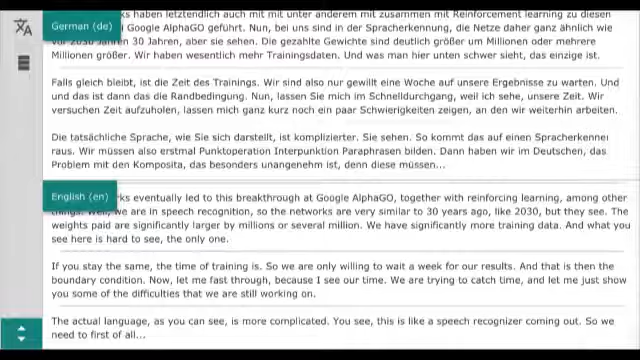 German (de)
ks haben letztendlich auch mit mit unter anderem mit zusammen mit Reinforcement learning zu diesen
i Google AlphaGO geführt. Nun, bei uns sind in der Spracherkennung, die Netze daher ganz ähnlich wie
vor 2030 Jahren 30 Jahren, aber sie sehen. Die gezahlte Gewichte sind deutlich größer um Millionen oder mehrere
Millionen größer. Wir haben wesentlich mehr Trainingsdaten. Und was man hier unten schwer sieht, das einzige ist.
Falls gleich bleibt, ist die Zeit des Trainings. Wir sind also nur gewillt eine Woche auf unsere Ergebnisse zu warten. Und
und das ist dann das die Randbedingung. Nun, lassen Sie mich im Schnelldurchgang, weil ich sehe, unsere Zeit. Wir
versuchen Zeit aufzuholen, lassen mich ganz kurz noch ein paar Schwierigkeiten zeigen, an den wir weiterhin arbeiten.
Die tatsächliche Sprache, wie Sie sich darstellt, ist komplizierter. Sie sehen. So kommt das auf einen Spracherkenner
raus. Wir müssen also erstmal Punktoperation Interpunktion Paraphrasen bilden. Dann haben wir im Deutschen, das
Problem mit den Komposita, das besonders unangenehm ist, denn diese müssen...
English (en)
ks eventually led to this breakthrough at Google AlphaGO, together with reinforcing learning, among other
things. Well, we are in speech recognition, so the networks are very similar to 30 years ago, like 2030, but they see. The
weights paid are significantly larger by millions or several million. We have significantly more training data. And what you
see here is hard to see, the only one.
If you stay the same, the time of training is. So we are only willing to wait a week for our results. And that is then the
boundary condition. Now, let me fast through, because I see our time. We are trying to catch time, and let me just show
you some of the difficulties that we are still working on.
The actual language, as you can see, is more complicated. You see, this is like a speech recognizer coming out. So we
need to first of all...